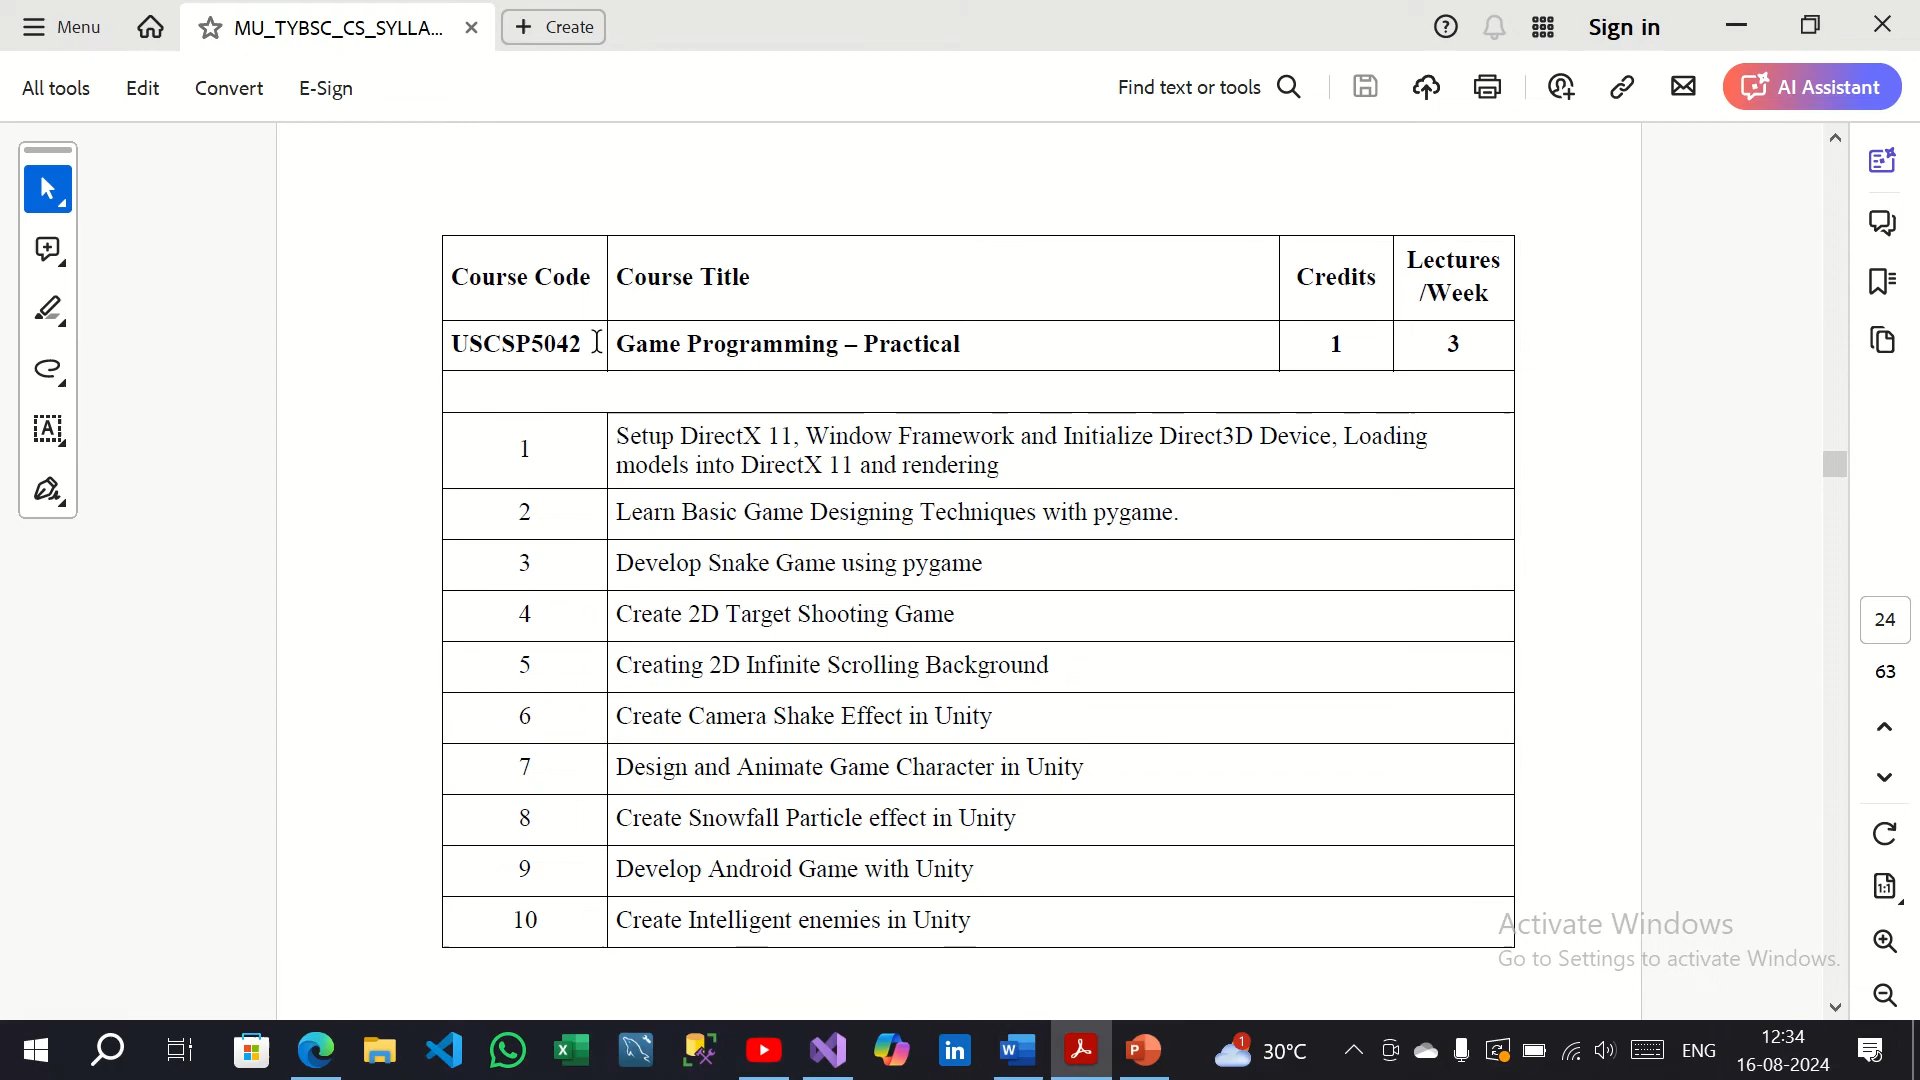 Menu
MU_TYBSC_CS_SYLLA...
Create
Sign in
All tools
Edit
Convert
E-Sign
Find text or tools
AI Assistant
Course Code
Course Title
Credits
Lectures
/Week
USCSP5042
Game Programming – Practical
1
3
1
Setup DirectX 11, Window Framework and Initialize Direct3D Device, Loading
models into DirectX 11 and rendering
2
Learn Basic Game Designing Techniques with pygame.
3
Develop Snake Game using pygame
4
Create 2D Target Shooting Game
5
Creating 2D Infinite Scrolling Background
6
Create Camera Shake Effect in Unity
7
Design and Animate Game Character in Unity
8
Create Snowfall Particle effect in Unity
9
Develop Android Game with Unity
10
Create Intelligent enemies in Unity
24
63
1:1
Activate Windows
Go to Settings to activate Windows.
1
30°C
ENG
12:34
16-08-2024